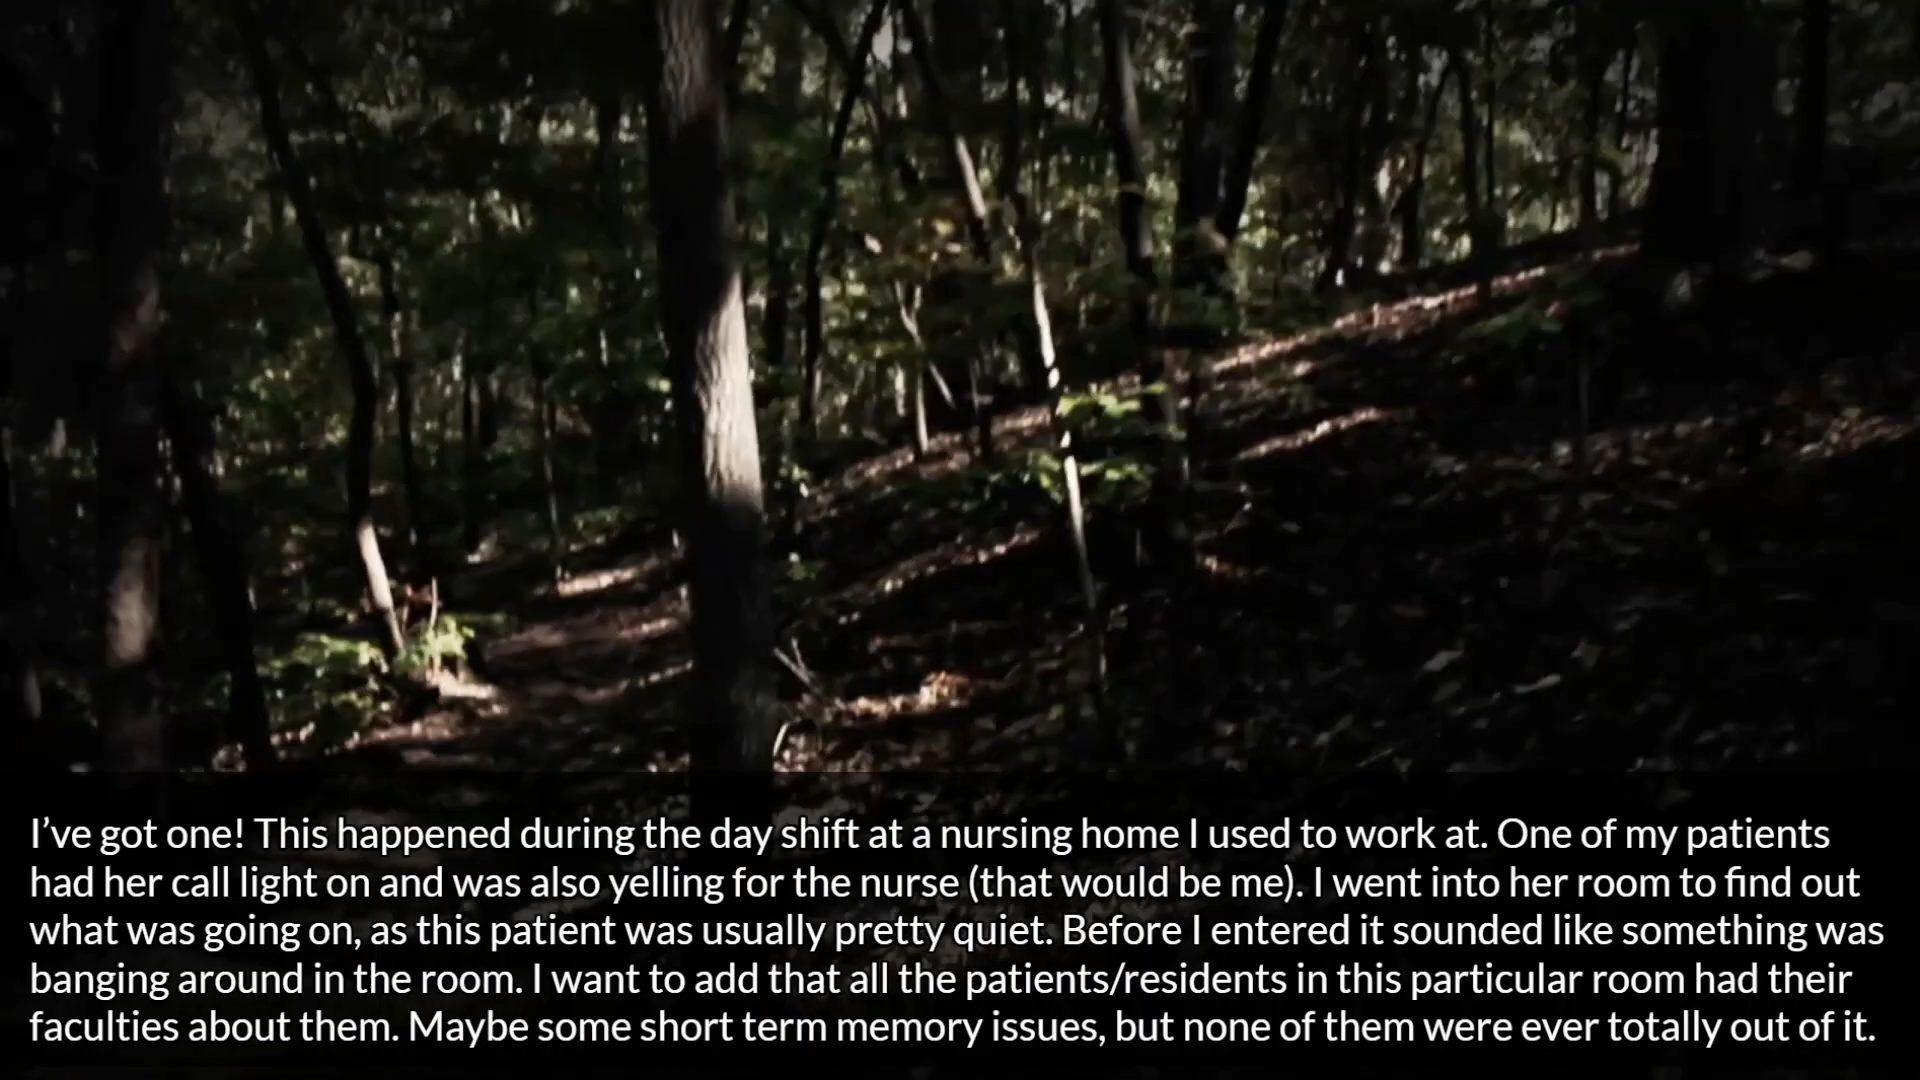 I’ve got one! This happened during the day shift at a nursing home I used to work at. One of my patients
had her call light on and was also yelling for the nurse (that would be me). I went into her room to find out
what was going on, as this patient was usually pretty quiet. Before I entered it sounded like something was
banging around in the room. I want to add that all the patients/residents in this particular room had their
faculties about them. Maybe some short term memory issues, but none of them were ever totally out of it.